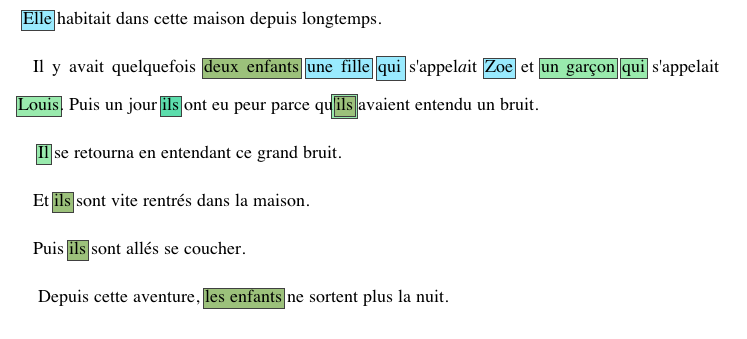 Elle habitait dans cette maison depuis longtemps.
Il y avait quelquefois deux enfants une fille qui s'appelait Zoe et un garçon qui s'appelait
Louis. Puis un jour ils ont eu peur parce qu ils avaient entendu un bruit.
Il se retourna en entendant ce grand bruit.
Et ils sont vite rentrés dans la maison.
Puis ils sont allés se coucher.
Depuis cette aventure, les enfants ne sortent plus la nuit.